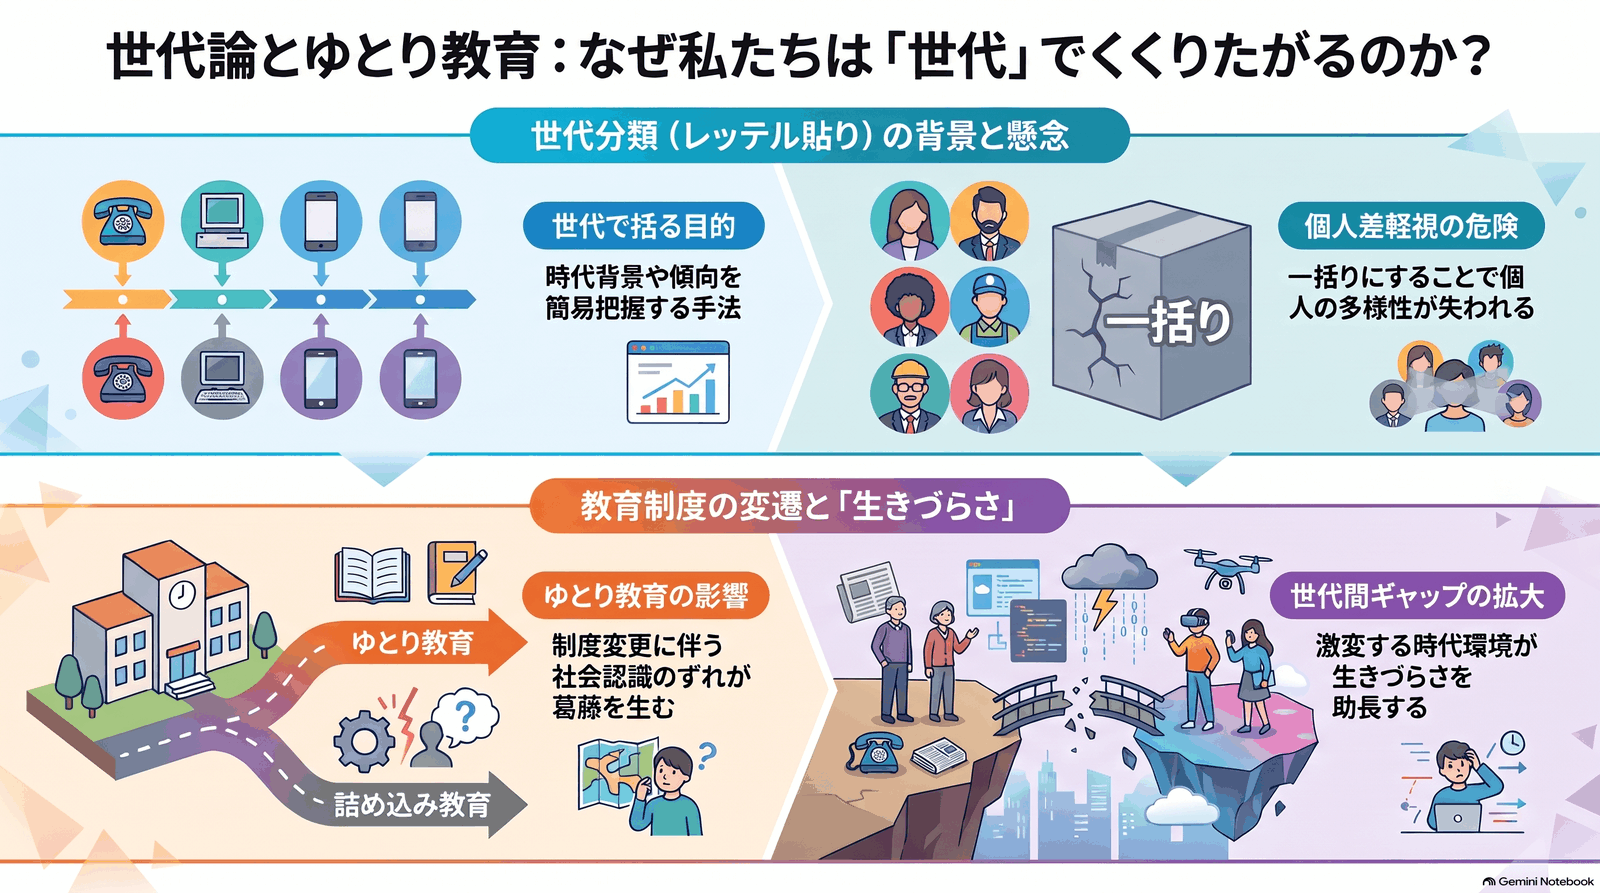 世代論とゆとり教育：なぜ私たちは「世代」でくくりたがるのか？
世代分類（レッテル貼り）の背景と懸念
世代で括る目的
時代背景や傾向を
簡易把握する手法
一括り
個人差軽視の危険
一括りにすることで個
人の多様性が失われる
教育制度の変遷と「生きづらさ」
ゆとり教育
詰め込み教育
?
ゆとり教育の影響
制度変更に伴う
社会認識のずれが
葛藤を生む
?
世代間ギャップの拡大
激変する時代環境が
生きづらさを
助長する
Gemini Notebook